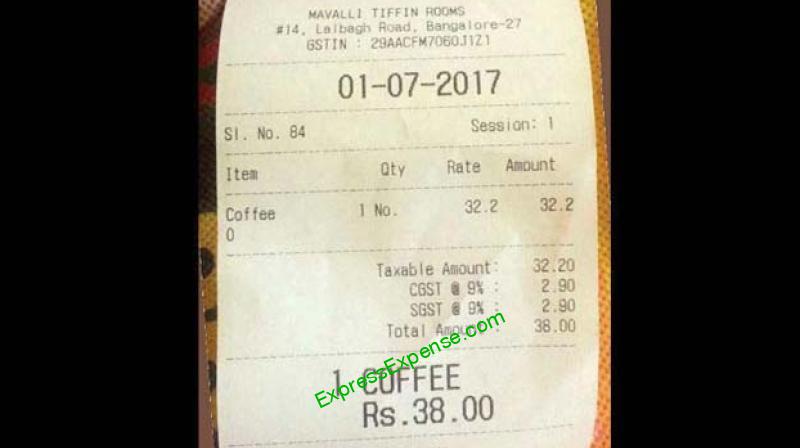 MAVALLI TIFFIN ROOMS
#14, Lalbagh Road, Bangalore-27
GSTIN : 29AACFM7060J1Z1
01-07-2017
Sl. No. 84 Session: 1
Item Qty Rate Amount
Coffee 1 No. 32.2 32.2
0
Taxable Amount: 32.20
CGST @ 9% : 2.90
SGST @ 9% : 2.90
Total Amount : 38.00
1 COFFEE
Rs.38.00
ExpressExpense.com